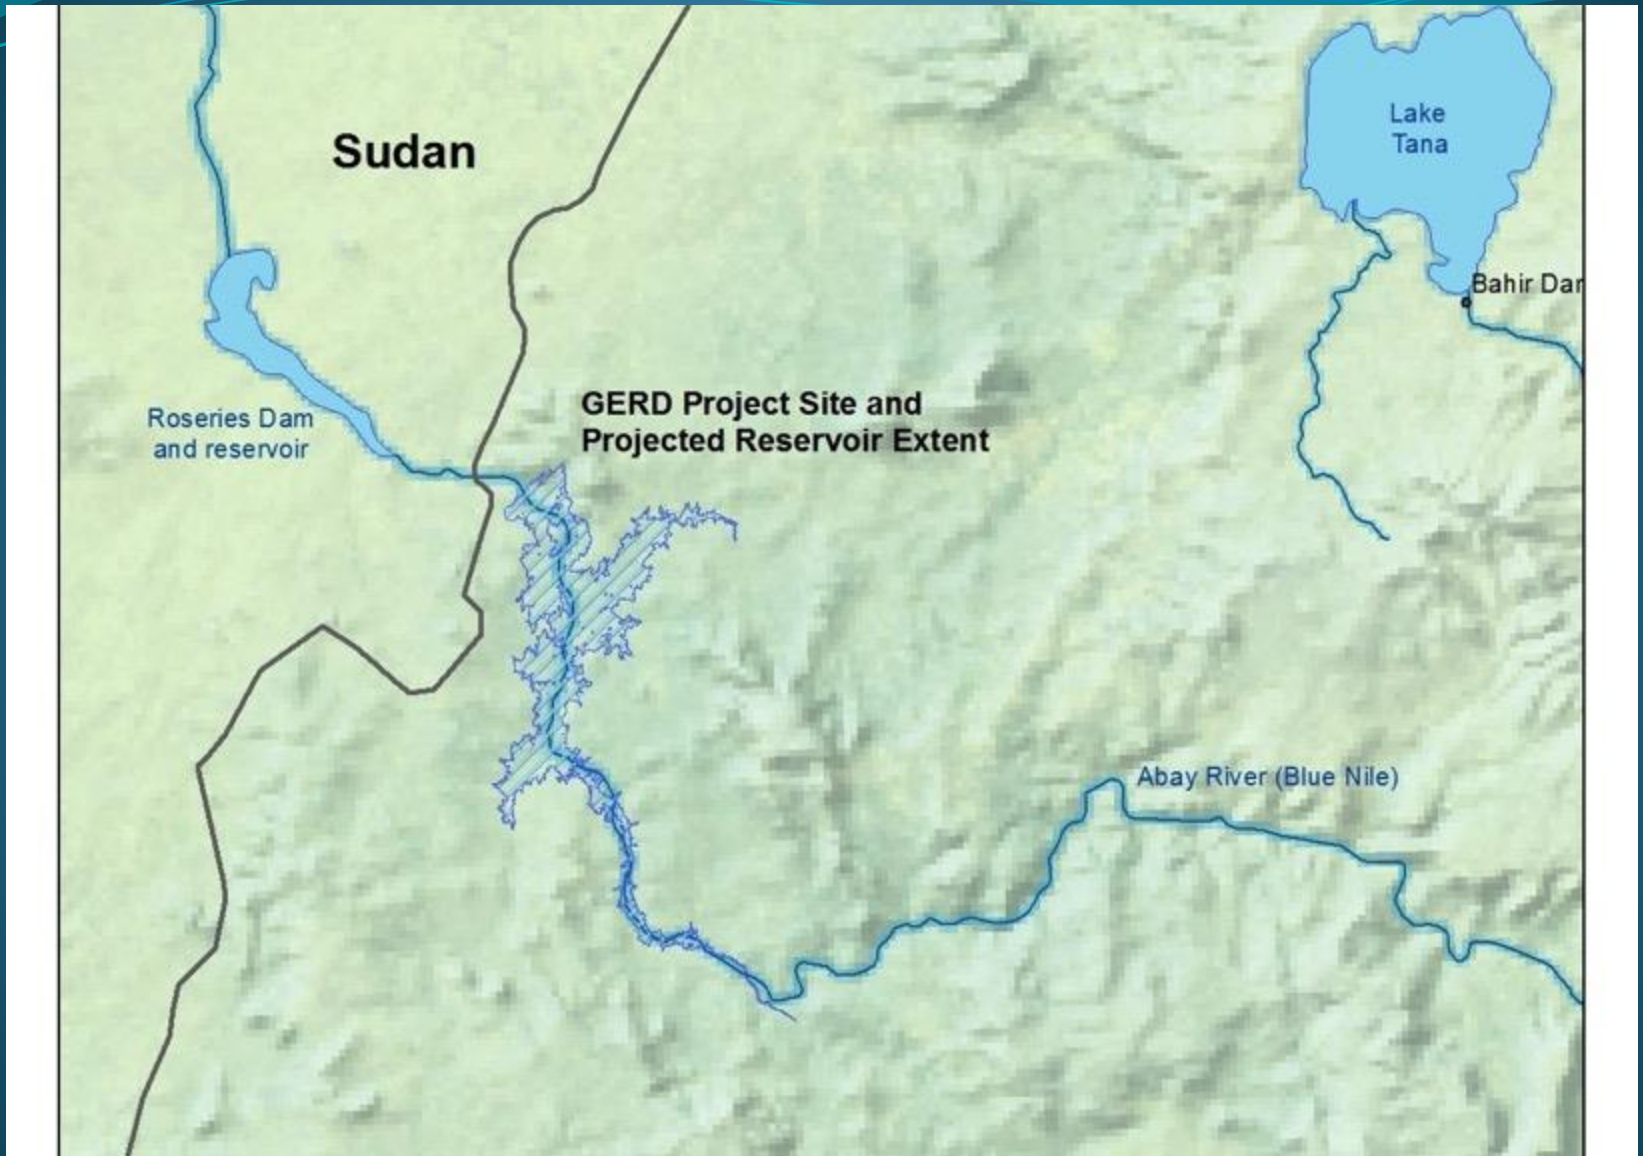 Lake
Tana
Sudan
Bahir Dar
GERD Project Site and
Projected Reservoir Extent
Roseries Dam
and reservoir
Abay River (Blue Nile)